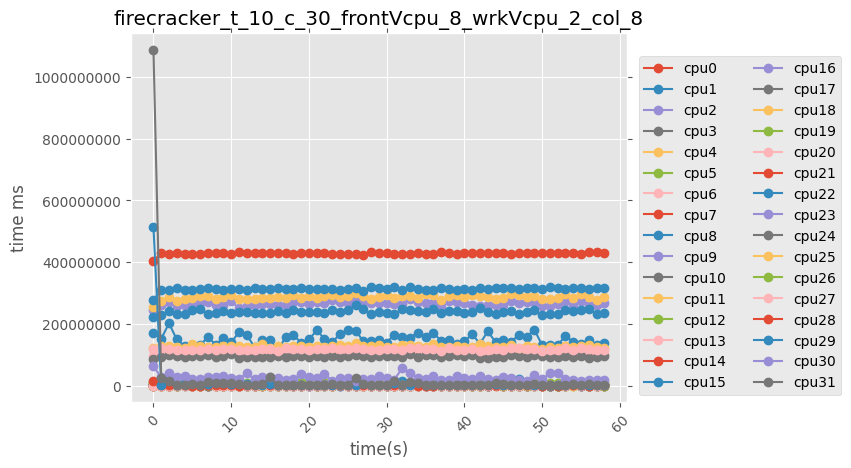 firecracker_t_10_c_30_frontVcpu_8_wrkVcpu_2_col_8
1000000000
800000000
600000000
400000000
200000000
0
time ms
0 10 20 30 40 50 60
time(s)
cpu0 cpu16
cpu1 cpu17
cpu2 cpu18
cpu3 cpu19
cpu4 cpu20
cpu5 cpu21
cpu6 cpu22
cpu7 cpu23
cpu8 cpu24
cpu9 cpu25
cpu10 cpu26
cpu11 cpu27
cpu12 cpu28
cpu13 cpu29
cpu14 cpu30
cpu15 cpu31